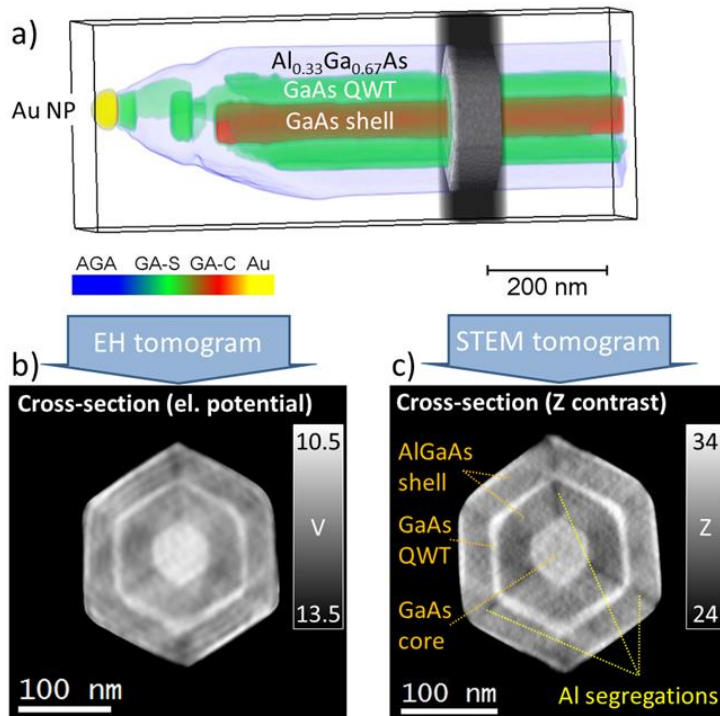 a)
Al0.33Ga0.67As
Au NP
GaAs QWT
GaAs shell
AGA GA-S GA-C Au
200 nm
EH tomogram
STEM tomogram
b)
Cross-section (el. potential)
10.5
V
13.5
100 nm
c)
Cross-section (Z contrast)
34
AlGaAs
shell
GaAs
QWT
Z
GaAs
core
24
100 nm
Al segregations